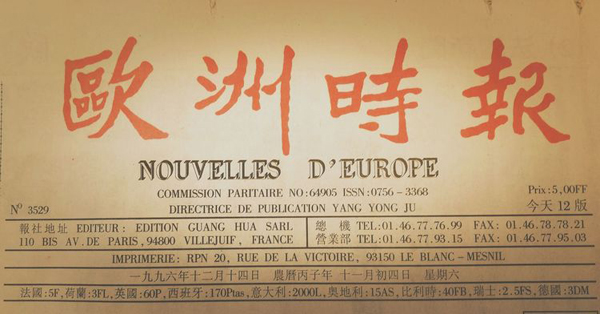 歐洲時報
NOUVELLES D'EUROPE
COMMISSION PARITAIRE NO:64905 ISSN:0756－3368
Prix:5,00FF
Nº 3529
DIRECTRICE DE PUBLICATION YANG YONG JU
今天 12 版
報社地址 EDITEUR: EDITION GUANG HUA SARL
110 BIS AV.DE PARIS,94800 VILLEJUIF, FRANCE
總 機 TEL:01.46.77.76.99 FAX: 01.46.78.78.21
營業部 TEL:01.46.77.93.15 FAX: 01.46.77.95.03
IMPRIMERIE: RPN 20, RUE DE LA VICTOIRE, 93150 LE BLANC－MESNIL
一九九六年十二月十四日 農曆丙子年 十一月初四日 星期六
法國:5F,荷蘭:3FL,英國:60P,西班牙:170Ptas,意大利:2000L,奧地利:15AS,比利時:40FB,瑞士:2.5FS,德國:3DM